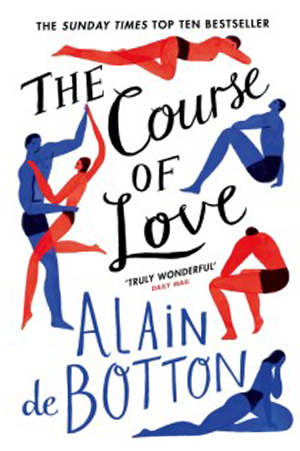 THE SUNDAY TIMES TOP TEN BESTSELLER
THE
Course
OF
Love
'TRULY WONDERFUL'
DAILY MAIL
ALAIN
de BOTTON